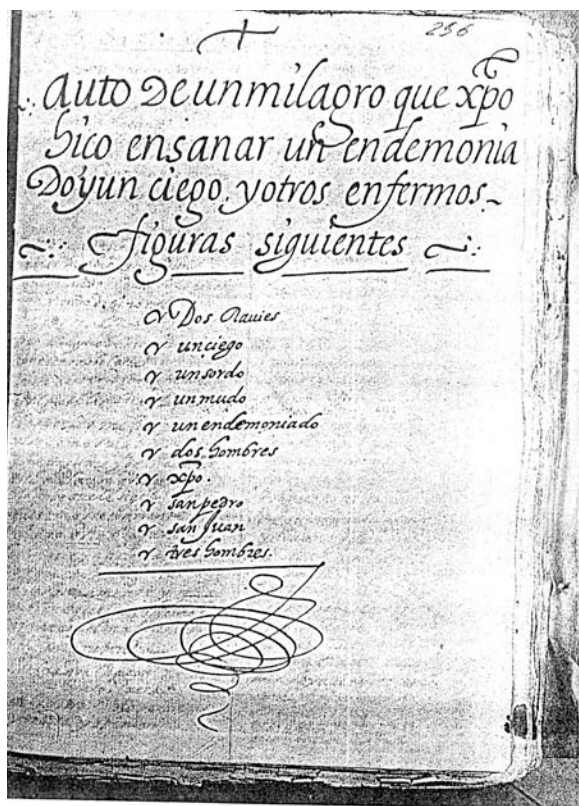 256
Auto De un milagro que xpo
hico en sanar un endemonia
Do y un ciego. y otros enfermos
figuras siguientes
Dos Rauies
un ciego
un sordo
un mudo
un endemoniado
dos hombres
xpo.
san pedro
san Juan
tres hombres.